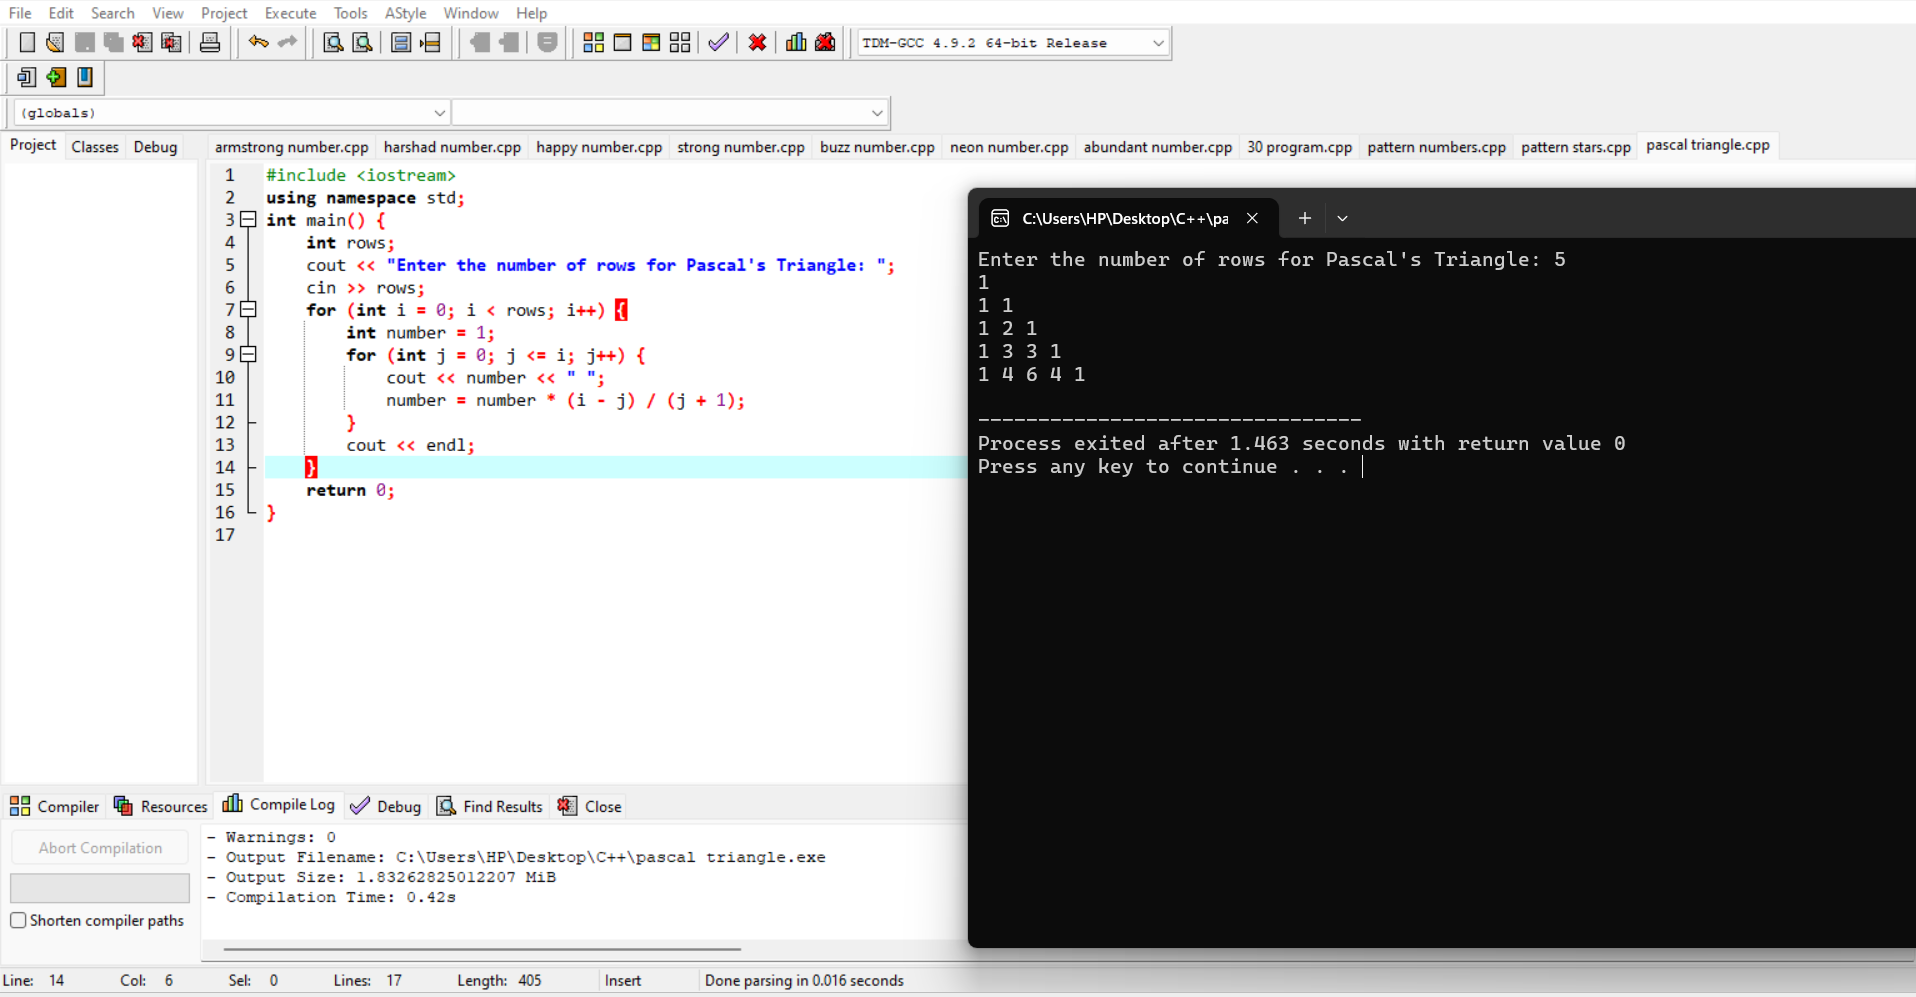 File Edit Search View Project Execute Tools AStyle Window Help
TDM-GCC 4.9.2 64-bit Release
(globals)
Project Classes Debug
armstrong number.cpp harshad number.cpp happy number.cpp strong number.cpp buzz number.cpp neon number.cpp abundant number.cpp 30 program.cpp pattern numbers.cpp pattern stars.cpp pascal triangle.cpp
1 #include <iostream>
2 using namespace std;
3 int main() {
4 int rows;
5 cout << "Enter the number of rows for Pascal's Triangle: ";
6 cin >> rows;
7 for (int i = 0; i < rows; i++) {
8 int number = 1;
9 for (int j = 0; j <= i; j++) {
10 cout << number << " ";
11 number = number * (i - j) / (j + 1);
12 }
13 cout << endl;
14 }
15 return 0;
16 }
17
C:\Users\HP\Desktop\C++\pa
Enter the number of rows for Pascal's Triangle: 5
1
1 1
1 2 1
1 3 3 1
1 4 6 4 1
--------------------------------
Process exited after 1.463 seconds with return value 0
Press any key to continue . . .
Compiler Resources Compile Log Debug Find Results Close
Abort Compilation
Shorten compiler paths
- Warnings: 0
- Output Filename: C:\Users\HP\Desktop\C++\pascal triangle.exe
- Output Size: 1.83262825012207 MiB
- Compilation Time: 0.42s
Line: 14 Col: 6 Sel: 0 Lines: 17 Length: 405 Insert Done parsing in 0.016 seconds